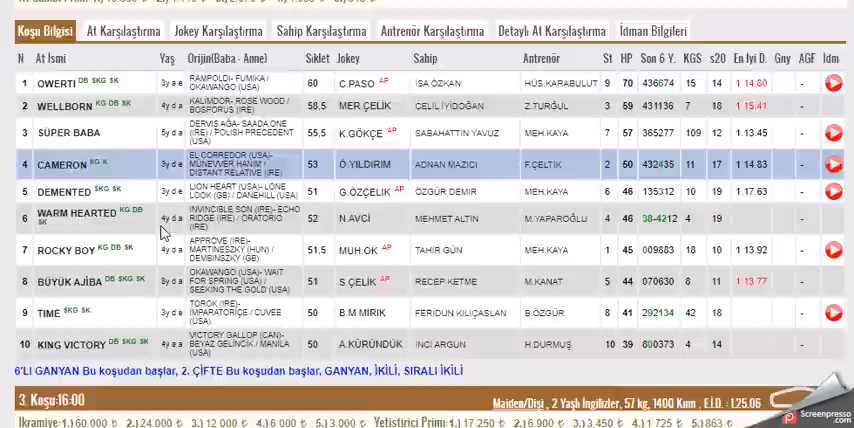 Koşu Bilgisi At Karşılaştırma Jokey Karşılaştırma Sahip Karşılaştırma Antrenör Karşılaştırma Detaylı At Karşılaştırma İdman Bilgileri
N At İsmi Yaş Orijin(Baba - Anne) Siklet Jokey Sahip Antrenör St HP Son 6 Y. KGS s20 En İyi D. Gny AGF İdm
1 OWERTI DB SKG SK 3y a e RAMPOLDI- FUMIKA / OKAWANGO (USA) 60 C.PASO AP İSA ÖZKAN HÜS.KARABULUT 9 70 436674 15 14 1.14.80 -
2 WELLBORN KG DB SK 4y d a KALIMDOR- ROSE WOOD / BOSPORUS (IRE) 58,5 MER.ÇELİK CELİL İYİDOĞAN Z.TURĞUL 3 59 431136 7 18 1.15.41 -
3 SÜPER BABA 5y d a DERVİŞ AĞA- SAADA ONE (IRE) / POLISH PRECEDENT (USA) 55,5 K.GÖKÇE AP SABAHATTİN YAVUZ MEH.KAYA 7 57 365277 109 12 1.13.45 -
4 CAMERON KG K 3y d e EL CORREDOR (USA)- MÜNEVVER HANIM / DISTANT RELATIVE (IRE) 53 Ö.YILDIRIM ADNAN MAZICI F.ÇELTİK 2 50 432435 11 17 1.14.83 -
5 DEMENTED SKG SK 3y d e LION HEART (USA)- LONE LOOK (GB) / DANEHILL (USA) 51 G.ÖZÇELİK AP ÖZGÜR DEMİR MEH.KAYA 6 46 135312 10 19 1.17.63 -
6 WARM HEARTED KG DB SK 4y d a INVINCIBLE SON (IRE)- ECHO RIDGE (IRE) / ORATORIO (IRE) 52 N.AVCİ MEHMET ALTIN M.YAPAROĞLU 4 46 38-4212 4 19 -
7 ROCKY BOY KG DB SK 4y d a APPROVE (IRE)- MARTINESZKY (HUN) / DEMBINSZKY (GB) 51,5 MUH.OK AP TAHİR GÜN MEH.KAYA 1 45 009883 18 10 1.13.92 -
8 BÜYÜK AJİBA DB SKG SK 8y d a OKAWANGO (USA)- WAIT FOR SPRING (USA) / SEEKING THE GOLD (USA) 51 S.ÇELİK AP RECEP KETME M.KANAT 5 44 070630 8 11 1.13.77 -
9 TIME SKG SK 3y d e TOROK (IRE)- İMPARATORİÇE / CUVEE (USA) 50 B.M.MIRIK FERİDUN KILIÇASLAN B.ÖZGÜR 8 41 292134 42 18 -
10 KING VICTORY DB SKG SK 4y a a VICTORY GALLOP (CAN)- BEYAZ GELİNCİK / MANILA (USA) 50 A.KÜRÜNDÜK İNCİ ARGUN H.DURMUŞ 10 39 800373 4 14 -
6'LI GANYAN Bu koşudan başlar, 2. ÇİFTE Bu koşudan başlar, GANYAN, İKİLİ, SIRALI İKİLİ
3. Koşu:16:00 Maiden/Dişi , 2 Yaşlı İngilizler, 57 kg, 1400 Kum , E.İ.D. : 1.25.06
İkramiye: 1.) 60.000 ₺ 2.) 24.000 ₺ 3.) 12.000 ₺ 4.) 6.000 ₺ 5.) 3.000 ₺ Yetiştirici Primi: 1.) 17.250 ₺ 2.) 6.900 ₺ 3.) 3.450 ₺ 4.) 1.725 ₺ 5.) 863 ₺
Screenpresso
.com